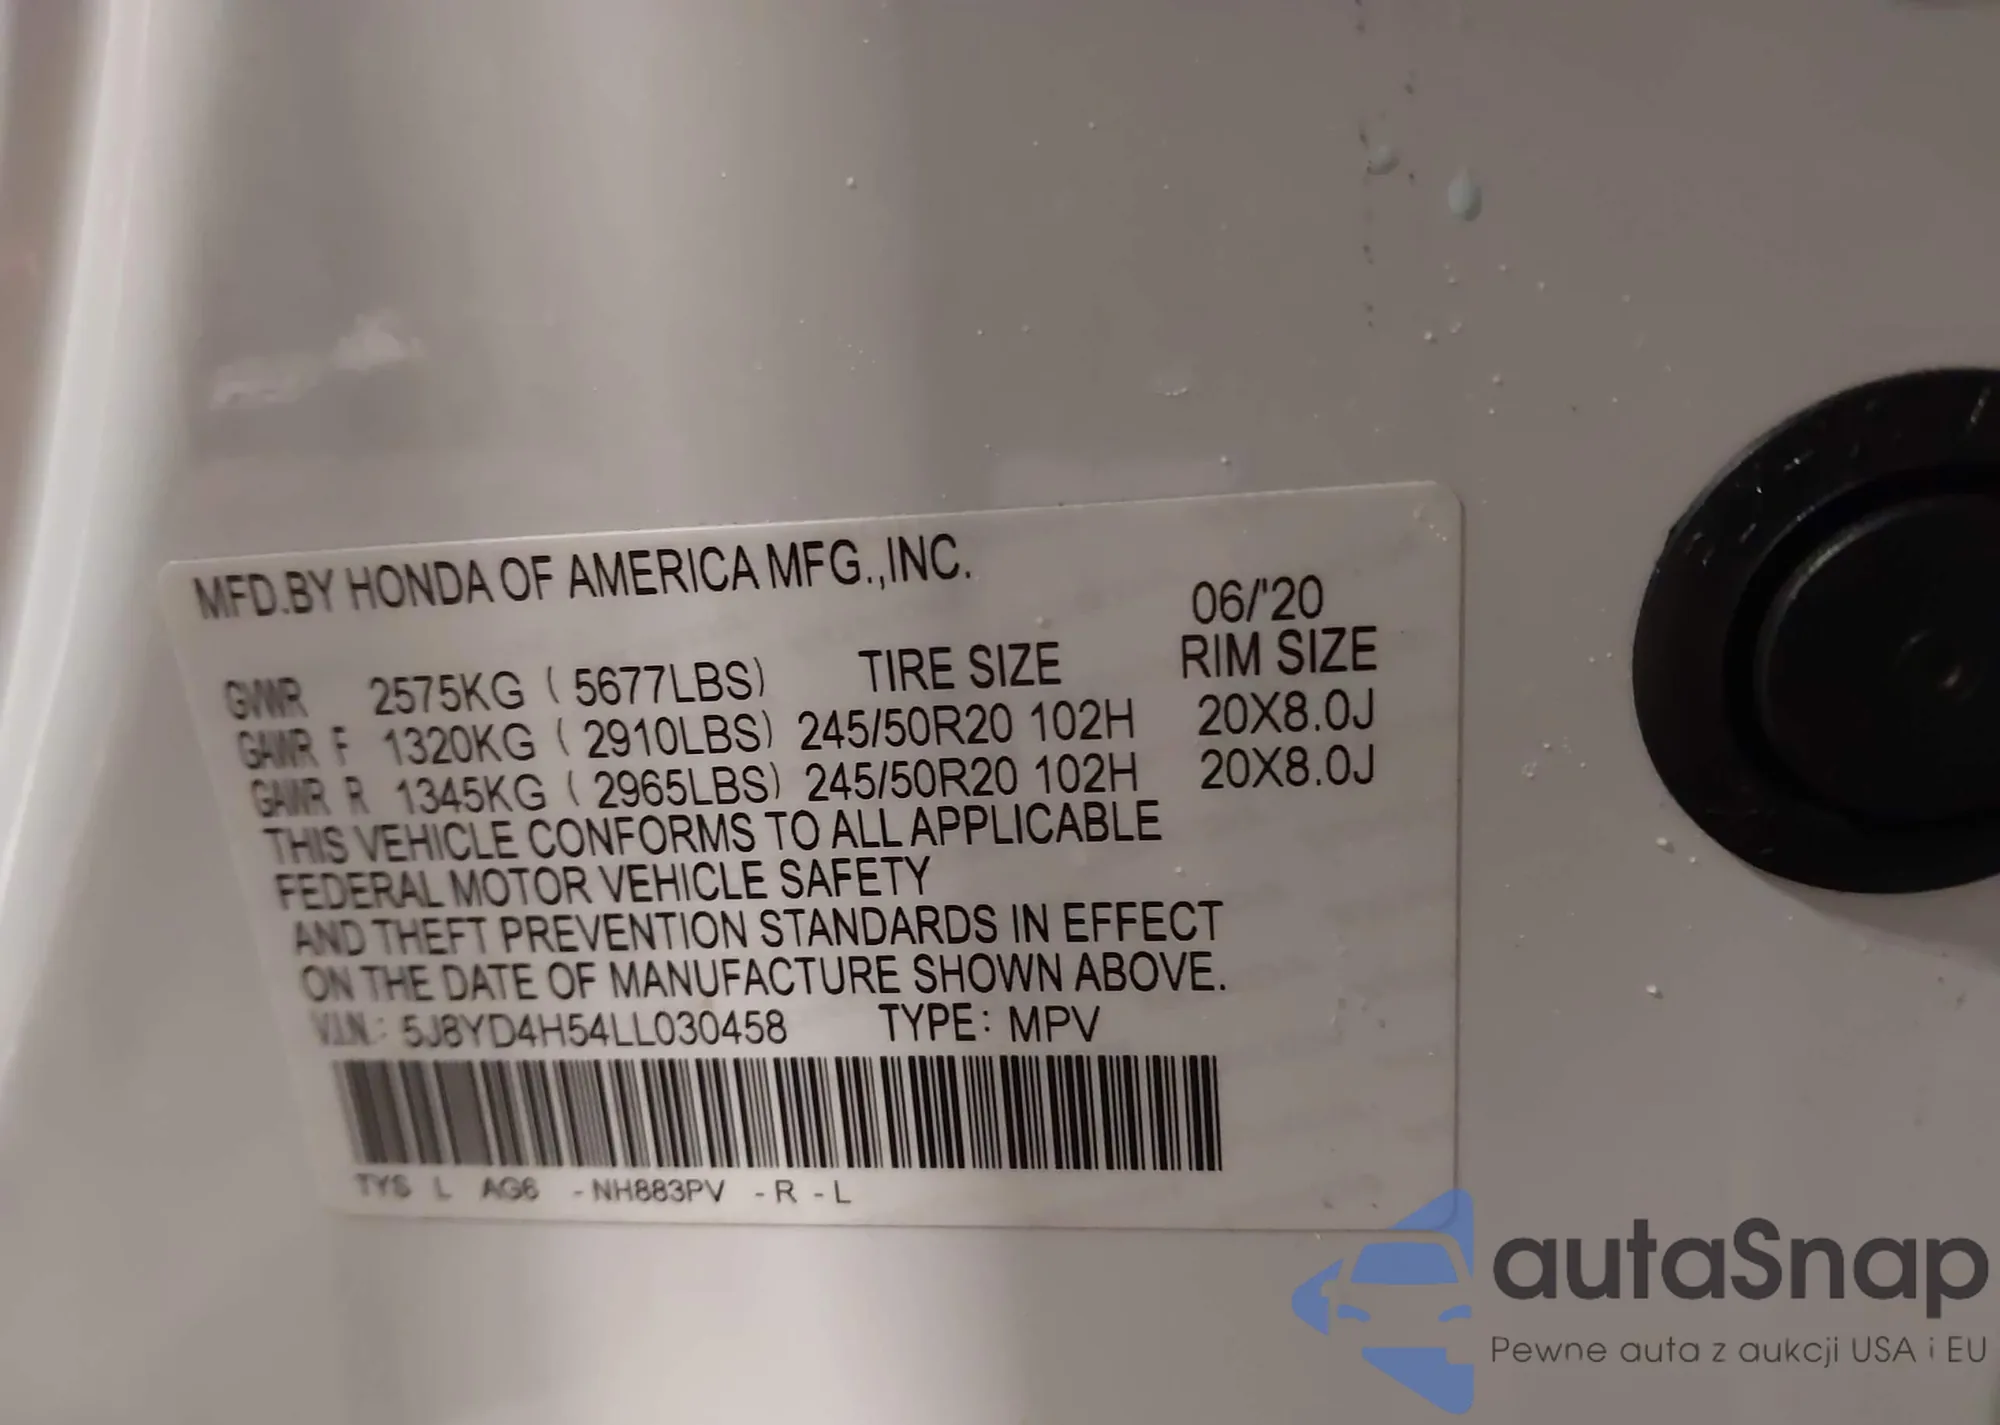 MFD.BY HONDA OF AMERICA MFG.,INC.
06/'20
GVWR 2575KG ( 5677LBS) TIRE SIZE RIM SIZE
GAWR F 1320KG ( 2910LBS) 245/50R20 102H 20X8.0J
GAWR R 1345KG ( 2965LBS) 245/50R20 102H 20X8.0J
THIS VEHICLE CONFORMS TO ALL APPLICABLE
FEDERAL MOTOR VEHICLE SAFETY
AND THEFT PREVENTION STANDARDS IN EFFECT
ON THE DATE OF MANUFACTURE SHOWN ABOVE.
V.I.N.: 5J8YD4H54LL030458 TYPE: MPV
TYS L AG6 -NH883PV -R -L
autaSnap
Pewne auta z aukcji USA i EU